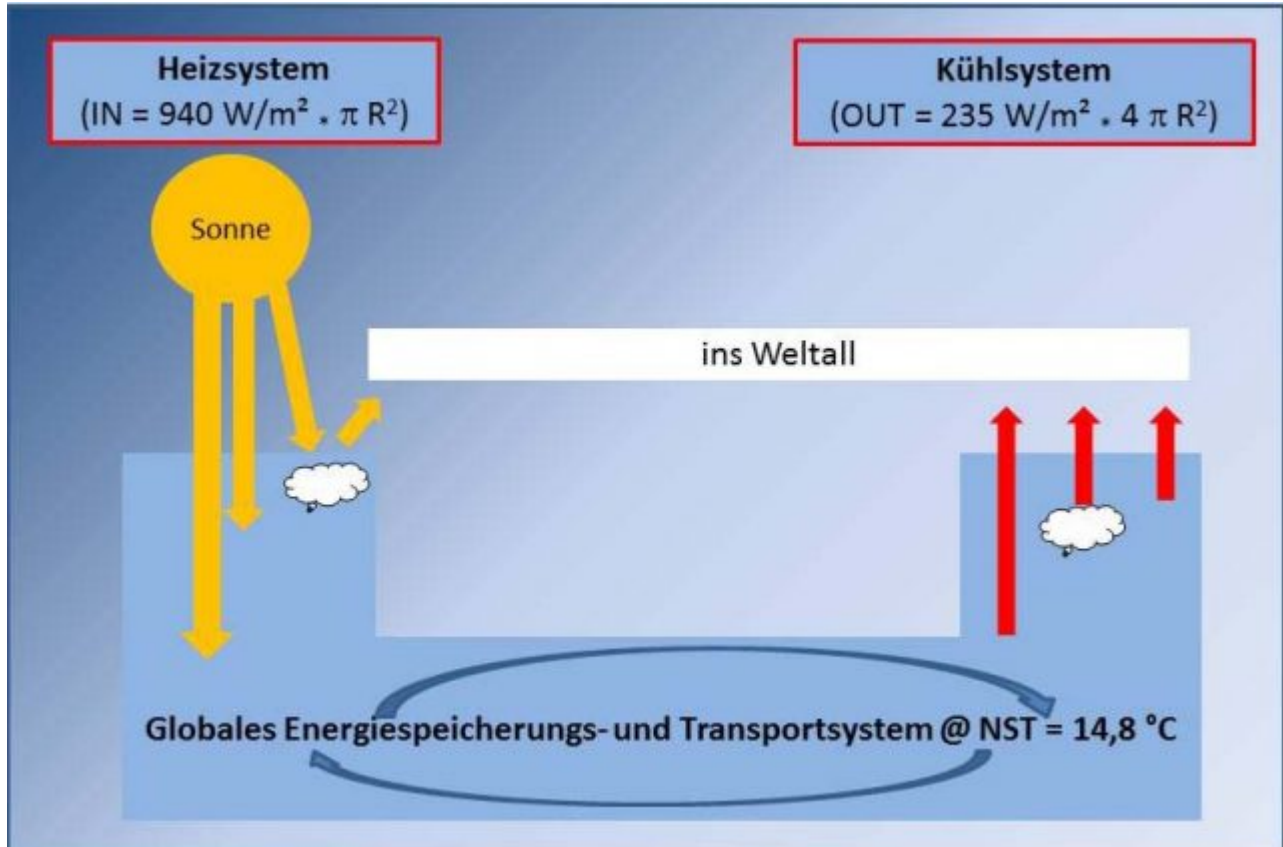 Heizsystem
(IN = 940 W/m² * π R²)
Kühlsystem
(OUT = 235 W/m² * 4 π R²)
Sonne
ins Weltall
Globales Energiespeicherungs- und Transportsystem @ NST = 14,8 °C